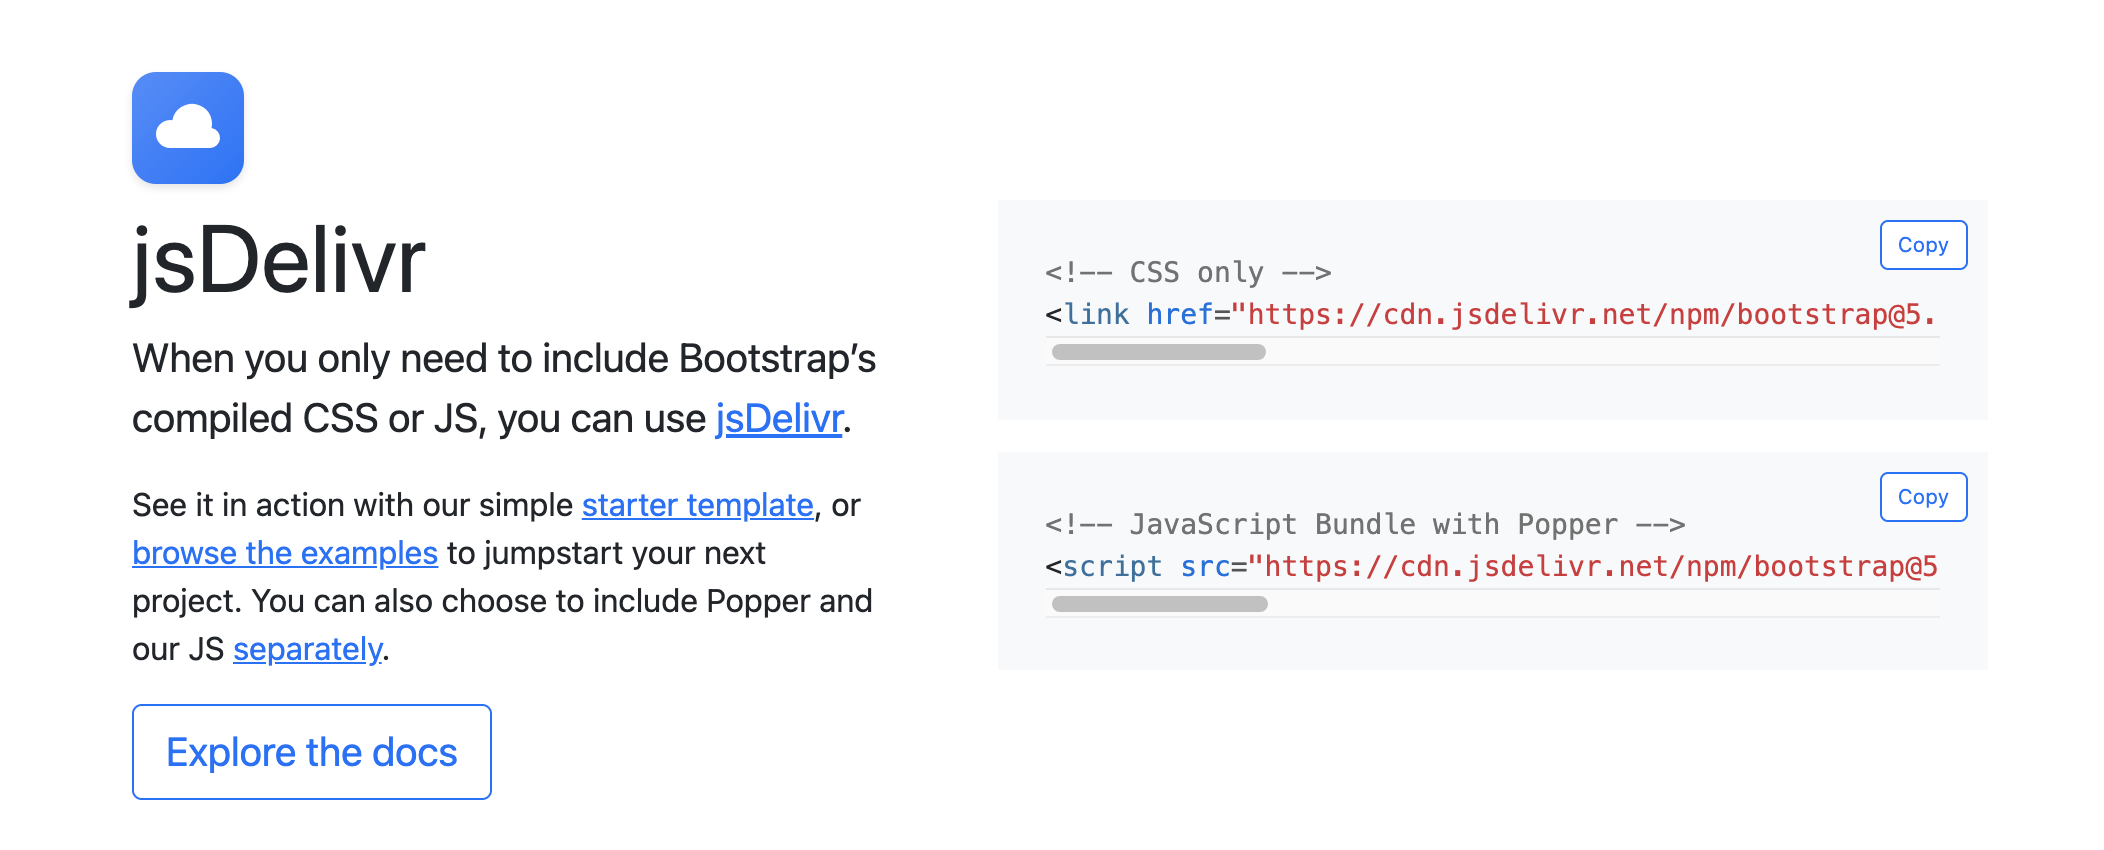 jsDelivr
When you only need to include Bootstrap’s
compiled CSS or JS, you can use jsDelivr.
See it in action with our simple starter template, or
browse the examples to jumpstart your next
project. You can also choose to include Popper and
our JS separately.
Explore the docs
Copy
<!-- CSS only -->
<link href="https://cdn.jsdelivr.net/npm/bootstrap@5.
Copy
<!-- JavaScript Bundle with Popper -->
<script src="https://cdn.jsdelivr.net/npm/bootstrap@5